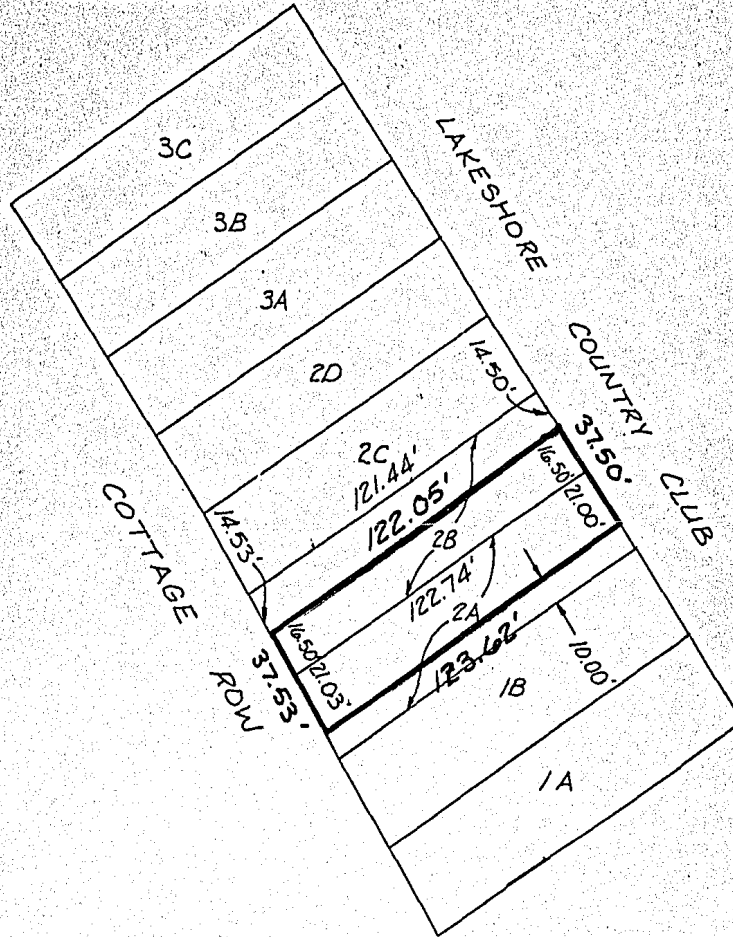 3C
LAKESHORE
3B
3A
COUNTRY
2D
14.50'
37.50'
CLUB
2C
121.44'
16.50' 21.00'
COTTAGE
14.53'
122.05'
2B
122.74'
2A
16.50' 21.03'
ROW
37.53'
123.62'
10.00'
1B
1A